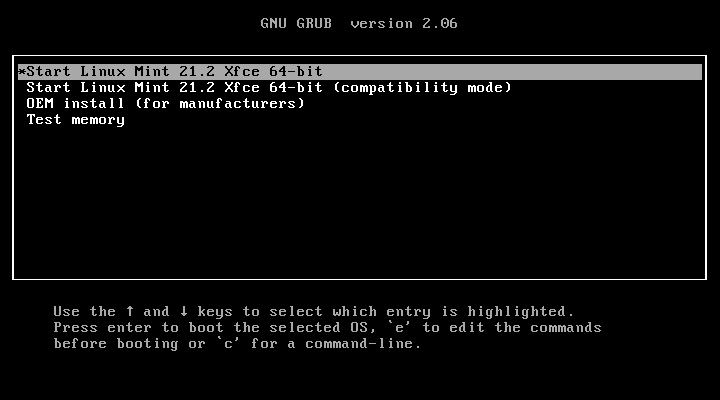 GNU GRUB  version 2.06
*Start Linux Mint 21.2 Xfce 64-bit
Start Linux Mint 21.2 Xfce 64-bit (compatibility mode)
OEM install (for manufacturers)
Test memory
Use the ↑ and ↓ keys to select which entry is highlighted.
Press enter to boot the selected OS, `e' to edit the commands
before booting or `c' for a command-line.